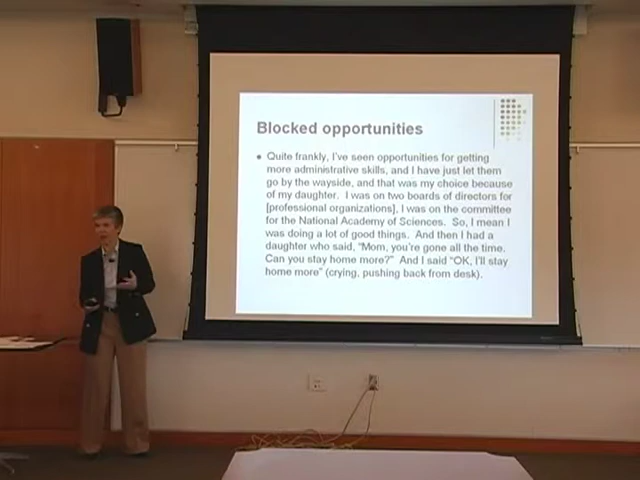 Blocked opportunities
Quite frankly, I've seen opportunities for getting
more administrative skills, and I have just let them
go by the wayside, and that was my choice because
of my daughter. I was on two boards of directors for
[professional organizations], I was on the committee
for the National Academy of Sciences. So, I mean I
was doing a lot of good things. And then I had a
daughter who said, "Mom, you're gone all the time.
Can you stay home more?" And I said "OK, I'll stay
home more" (crying, pushing back from desk).